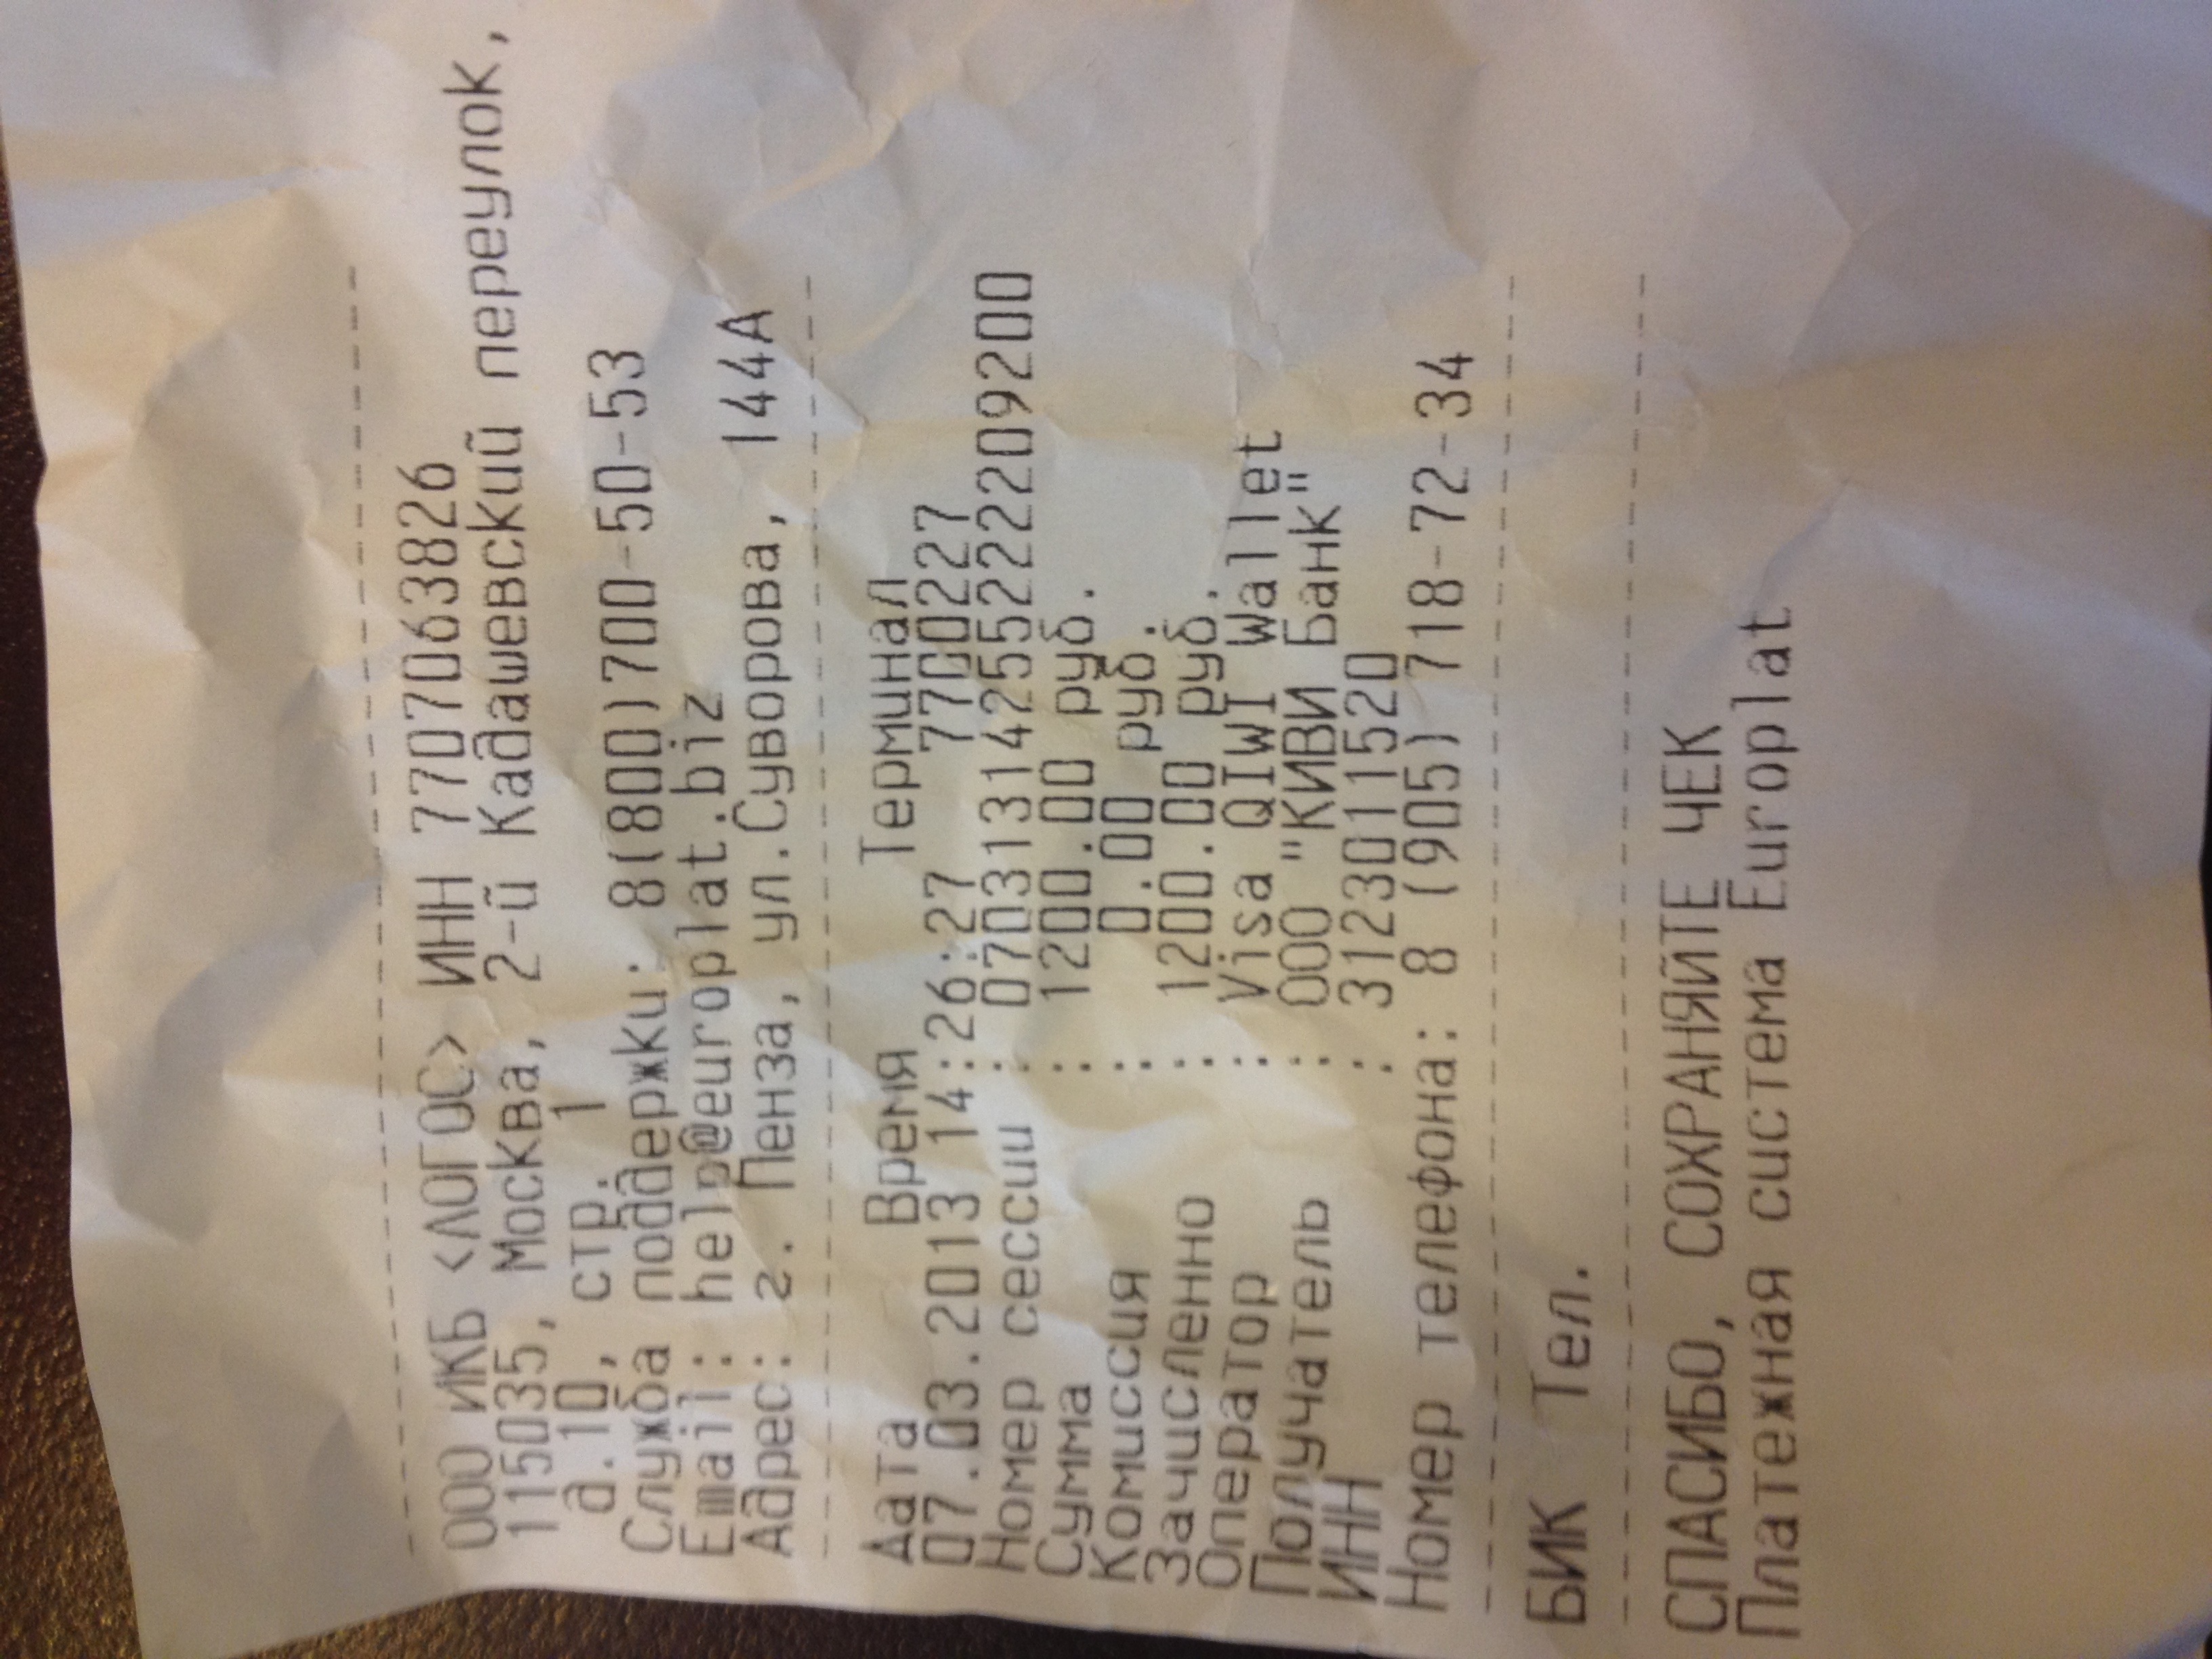 ООО ИКБ <ЛОГОС> ИНН 7707063826
115035, Москва, 2-й Кадашевский переулок,
д.10, стр. 1
Служба поддержки: 8(800)700-50-53
Email: help@europlat.biz
Адрес: г. Пенза, ул.Суворова, 144А
Дата Время Терминал
07.03.2013 14:26:27 7700227
Номер сессии : 07031314255222209200
Сумма : 1200.00 руб.
Комиссия : 0.00 руб.
Зачисленно : 1200.00 руб.
Оператор : Visa QIWI Wallet
Получатель : ООО "КИВИ Банк"
ИНН : 3123011520
Номер телефона: 8 (905) 718-72-34
БИК Тел.
СПАСИБО, СОХРАНЯЙТЕ ЧЕК
Платежная система Europlat